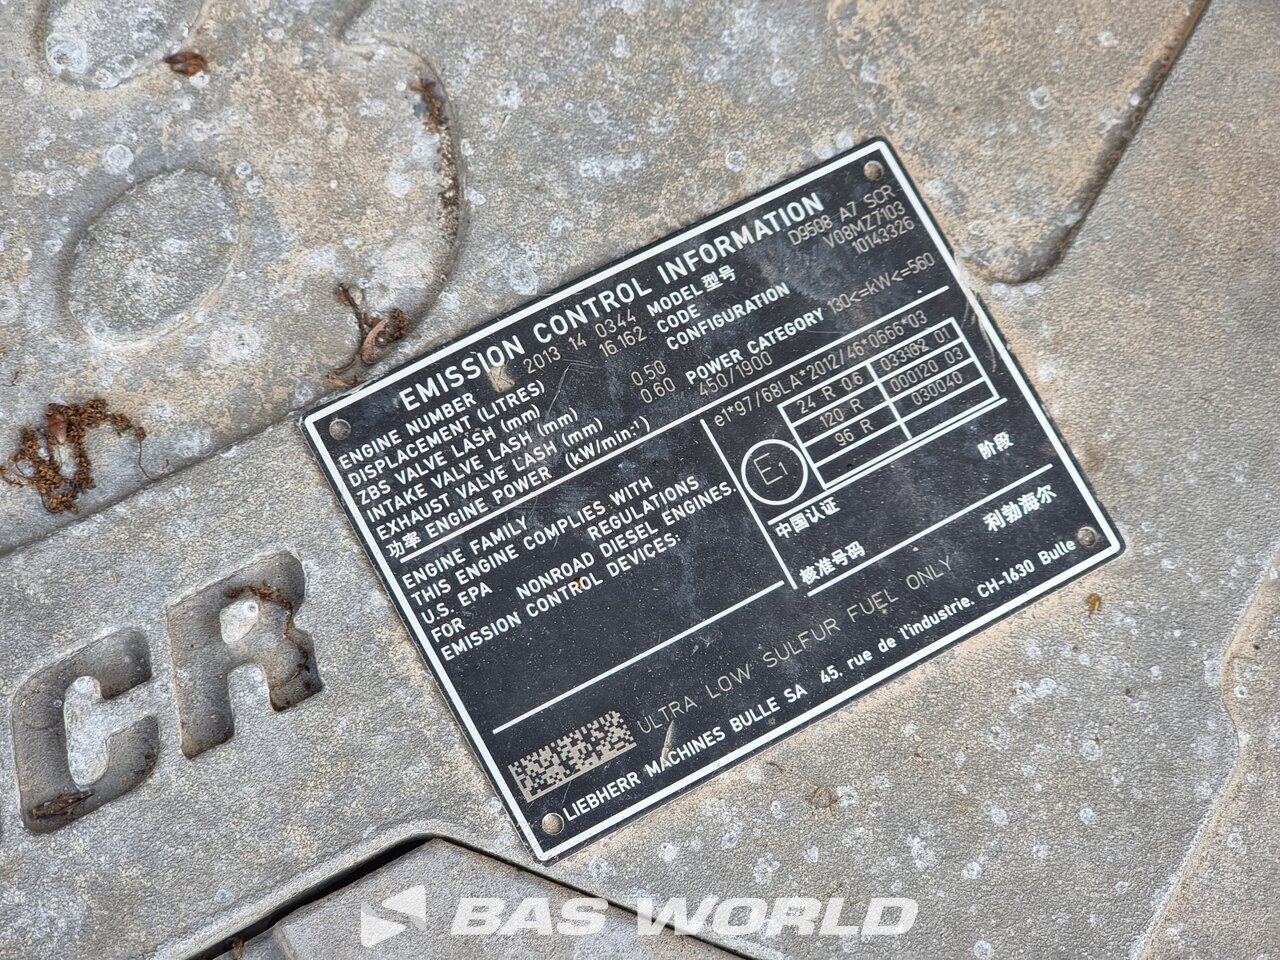 EMISSION CONTROL INFORMATION
ENGINE NUMBER 2013 14 0344 MODEL 型号 D9508 A7 SCR
DISPLACEMENT (LITRES) 16.162 CODE V08MZ7103
ZBS VALVE LASH (mm) CONFIGURATION 10143326
INTAKE VALVE LASH (mm) 0.50
EXHAUST VALVE LASH (mm) 0.60 POWER CATEGORY 130<=kW<=560
功率 ENGINE POWER (kW/min.⁻¹) 450/1900
ENGINE FAMILY
THIS ENGINE COMPLIES WITH
U.S. EPA NONROAD REGULATIONS
FOR NONROAD DIESEL ENGINES.
EMISSION CONTROL DEVICES:
e1*97/68LA*2012/46*0666*03
E1
24 R 0.6 01
120 R 000120 03
96 R 030040
中国认证 阶段
核准号码 利勃海尔
ULTRA LOW SULFUR FUEL ONLY
LIEBHERR MACHINES BULLE SA 45, rue de l'industrie, CH-1630 Bulle
CR
BAS WORLD